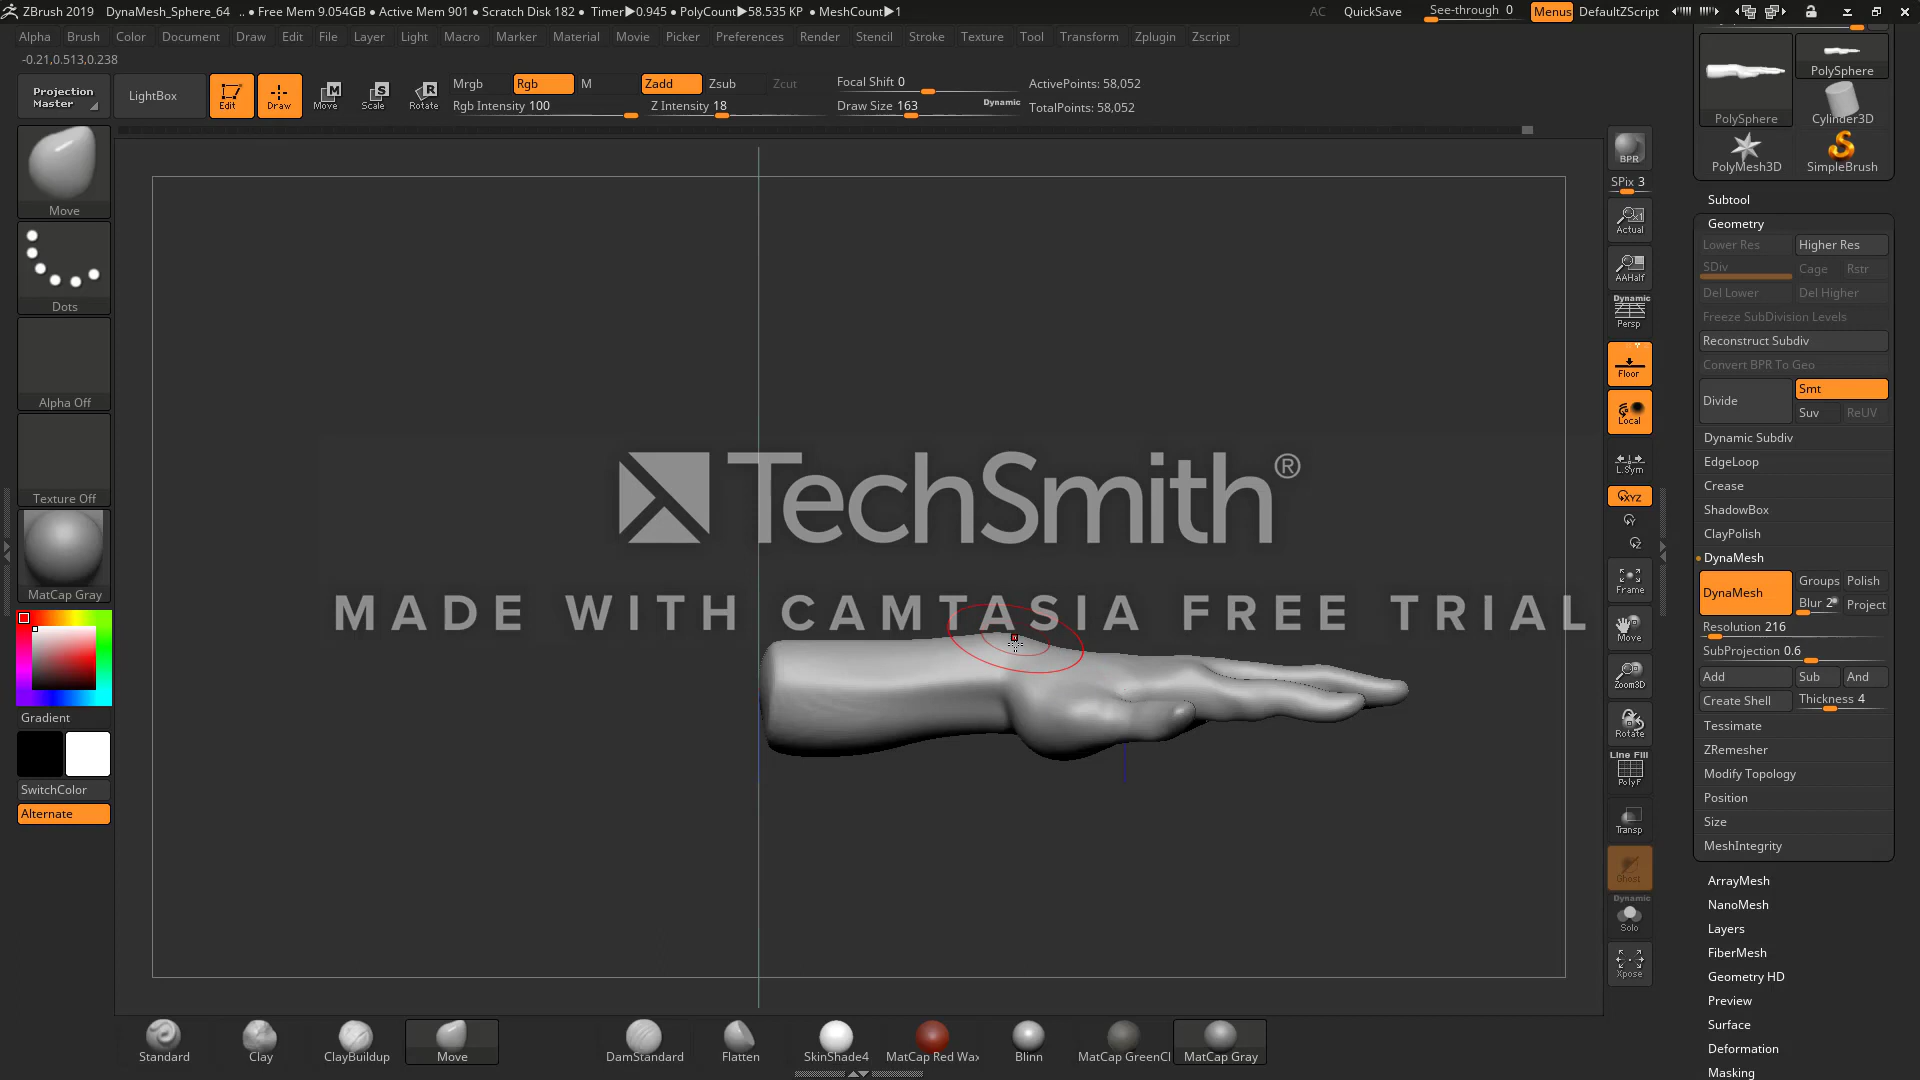 ZBrush 2019 DynaMesh_Sphere_64 .. • Free Mem 9.054GB • Active Mem 901 • Scratch Disk 182 • Timer▶0.945 • PolyCount▶58.535 KP • MeshCount▶1 AC QuickSave See-through 0 Menus DefaultZScript
Alpha Brush Color Document Draw Edit File Layer Light Macro Marker Material Movie Picker Preferences Render Stencil Stroke Texture Tool Transform Zplugin Zscript
-0.21,0.513,0.238
Projection Master
LightBox
Edit
Draw
Move
Scale
Rotate
Mrgb Rgb M Zadd Zsub Zcut
Rgb Intensity 100 Z Intensity 18
Focal Shift 0
Draw Size 163 Dynamic
ActivePoints: 58,052
TotalPoints: 58,052
Move
Dots
Alpha Off
Texture Off
MatCap Gray
Gradient
SwitchColor
Alternate
TechSmith®
MADE WITH CAMTASIA FREE TRIAL
BPR
SPix 3
Actual
AAHalf
Dynamic
Persp
Floor
Local
L.Sym
XYZ
Y
Z
Frame
Move
Zoom3D
Rotate
Line Fill
PolyF
Transp
Ghost
Dynamic
Solo
Xpose
PolySphere
PolySphere
Cylinder3D
PolyMesh3D
SimpleBrush
Subtool
Geometry
Lower Res Higher Res
SDiv Cage Rstr
Del Lower Del Higher
Freeze SubDivision Levels
Reconstruct Subdiv
Convert BPR To Geo
Divide Smt
Suv ReUV
Dynamic Subdiv
EdgeLoop
Crease
ShadowBox
ClayPolish
DynaMesh
DynaMesh Groups Polish
Blur 2 Project
Resolution 216
SubProjection 0.6
Add Sub And
Create Shell Thickness 4
Tessimate
ZRemesher
Modify Topology
Position
Size
MeshIntegrity
ArrayMesh
NanoMesh
Layers
FiberMesh
Geometry HD
Preview
Surface
Deformation
Masking
Standard Clay ClayBuildup Move DamStandard Flatten SkinShade4 MatCap Red Wax Blinn MatCap GreenCl MatCap Gray